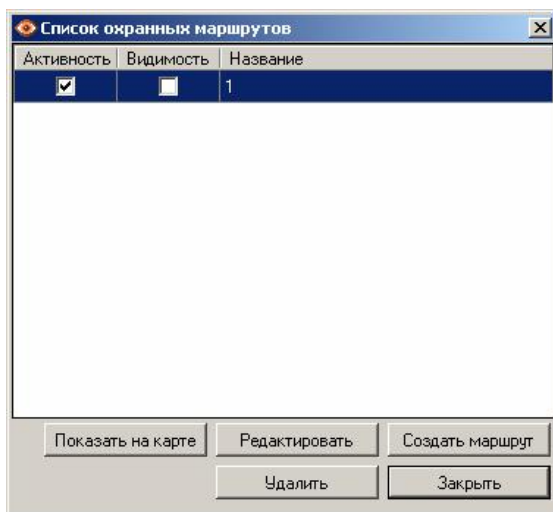 Список охранных маршрутов
Активность Видимость Название
1
Показать на карте Редактировать Создать маршрут
Удалить Закрыть